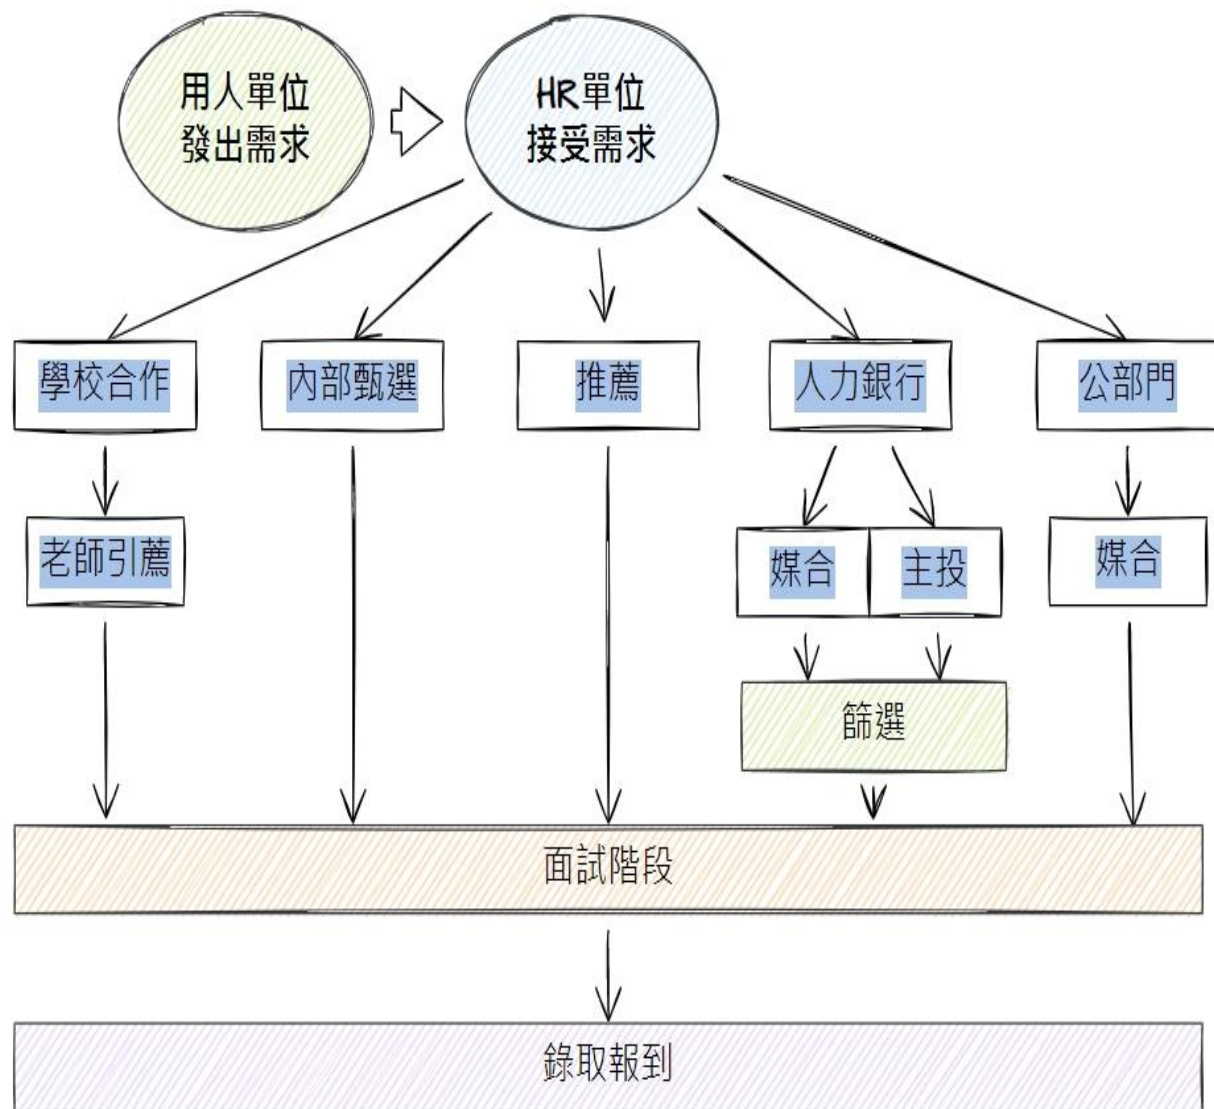 用人單位
發出需求
HR單位
接受需求
學校合作
內部甄選
推薦
人力銀行
公部門
老師引薦
媒合
主投
媒合
篩選
面試階段
錄取報到